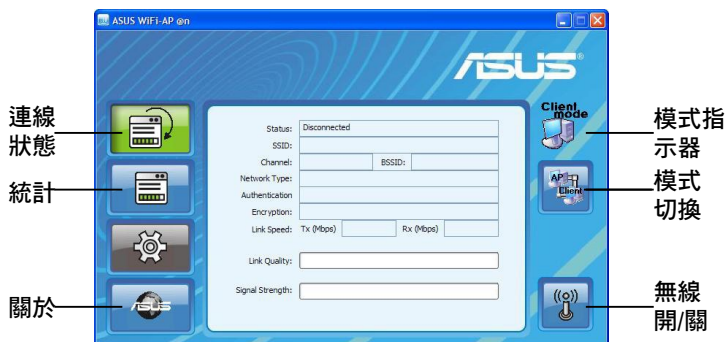 ASUS WiFi-AP @n
ASUS
連線
狀態
統計
關於
Status: Disconnected
SSID:
Channel: BSSID:
Network Type:
Authentication
Encryption:
Link Speed: Tx (Mbps) Rx (Mbps)
Link Quality:
Signal Strength:
ASUS
Client
mode
AP
Client
模式指
示器
模式
切換
無線
開/關